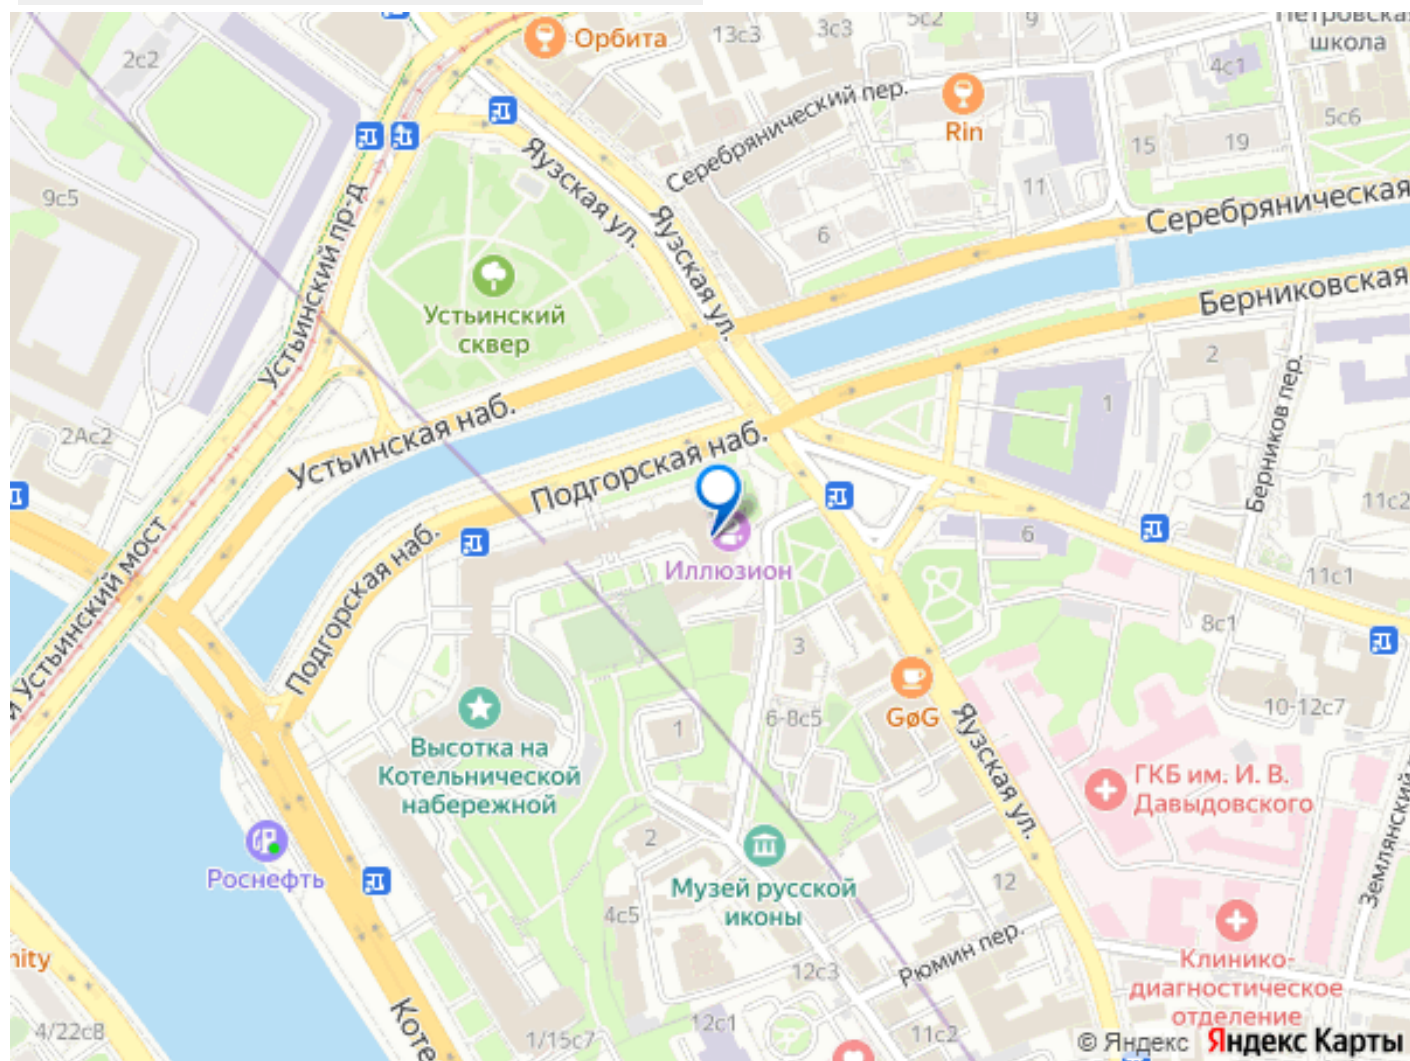 2с2
Орбита
13с3
3с3
5с2
9
школа
4с1
5с6
Серебрянический пер.
Rin
15
19
11
9с5
Устьинский пр-д
Яузская ул.
Яузская ул.
6
Серебряническая
Берниковская
Устьинский
сквер
2
1
Берников пер.
2Ас2
Устьинская наб.
Подгорская наб.
11с2
6
Иллюзион
11с1
8с1
Устьинский мост
Подгорская наб.
3
10-12с7
GøG
6-8с5
1
Яузская ул.
Высотка на
Котельнической
набережной
ГКБ им. И. В.
Давыдовского
2
Роснефть
Музей русской
иконы
12
4с5
Рюмин пер.
12с3
Клинико-
диагностическое
отделение
4/22с8
1/15с7
12с1
11с2
© Яндекс Яндекс Карты